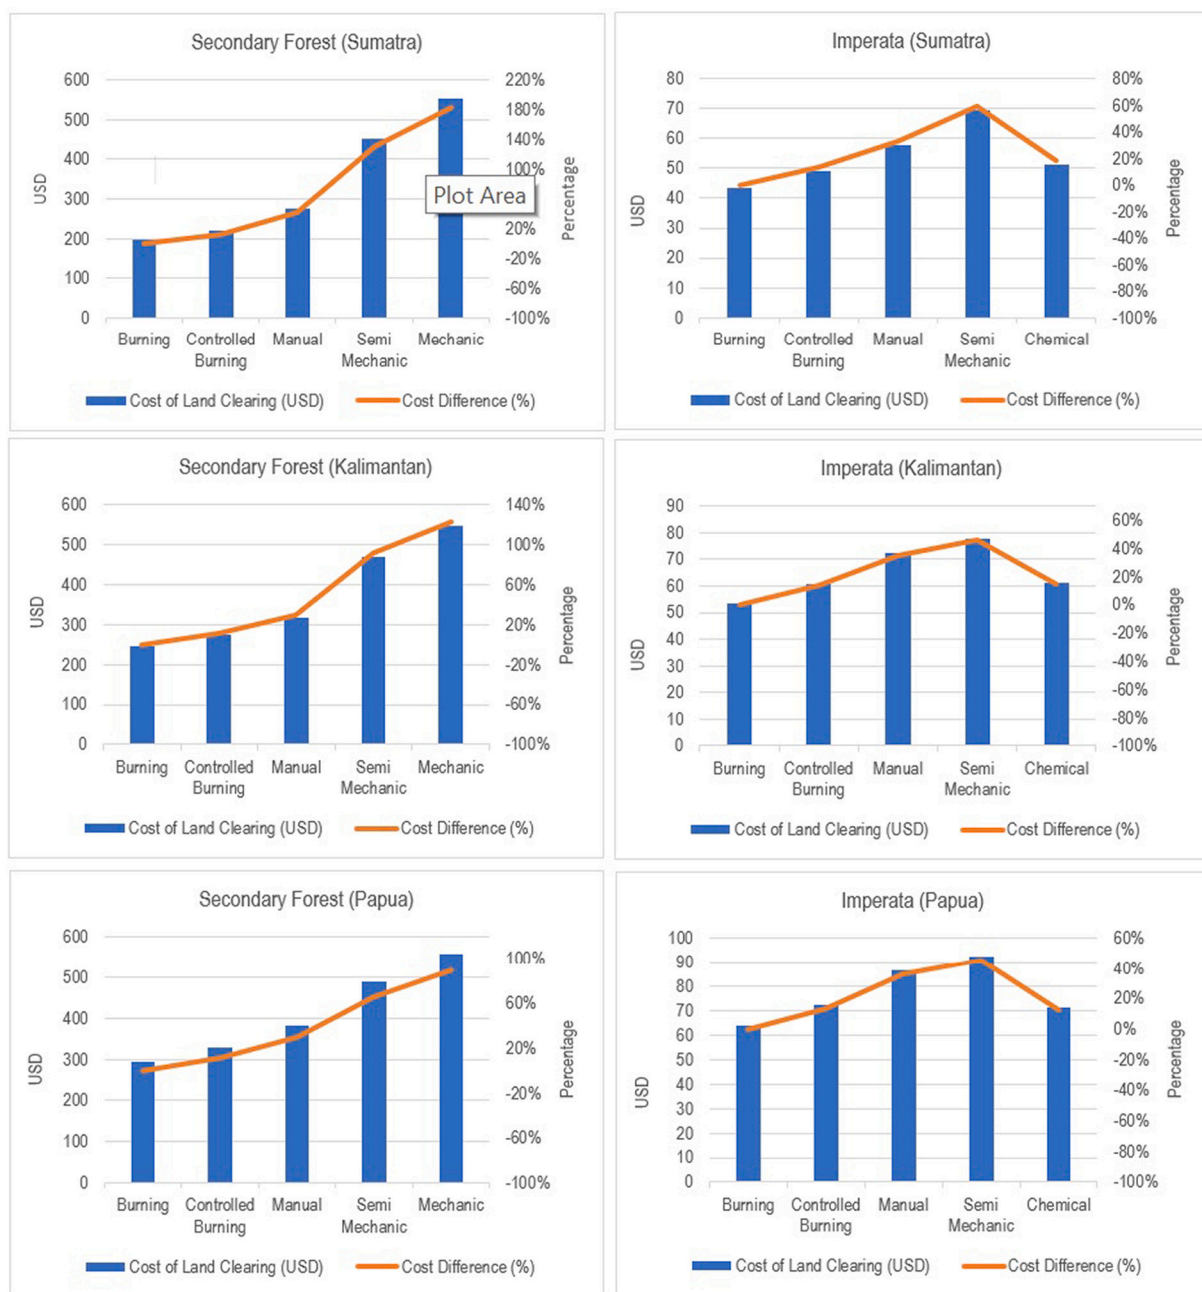 Secondary Forest (Sumatra)
600 220%
500 180%
400 140%
300 100%
200 20%
100 -20%
0 -60%
-100%
USD
Percentage
Plot Area
Burning Controlled Manual Semi Mechanic
Burning Mechanic
Cost of Land Clearing (USD) Cost Difference (%)
Imperata (Sumatra)
80 80%
70 60%
60 40%
50 20%
40 0%
30 -20%
20 -40%
10 -60%
0 -80%
-100%
USD
Percentage
Burning Controlled Manual Semi Chemical
Burning Mechanic
Cost of Land Clearing (USD) Cost Difference (%)
Secondary Forest (Kalimantan)
600 140%
500 100%
400 60%
300 20%
200 -20%
100 -60%
0 -100%
USD
Percentage
Burning Controlled Manual Semi Mechanic
Burning Mechanic
Cost of Land Clearing (USD) Cost Difference (%)
Imperata (Kalimantan)
90 60%
80 40%
70 20%
60 0%
50 -20%
40 -40%
30 -60%
20 -80%
10 -100%
0
USD
Percentage
Burning Controlled Manual Semi Chemical
Burning Mechanic
Cost of Land Clearing (USD) Cost Difference (%)
Secondary Forest (Papua)
600 100%
500 60%
400 20%
300 -20%
200 -60%
100 -100%
0
USD
Percentage
Burning Controlled Manual Semi Mechanic
Burning Mechanic
Cost of Land Clearing (USD) Cost Difference (%)
Imperata (Papua)
100 60%
90 40%
80 20%
70 0%
60 -20%
50 -40%
40 -60%
30 -80%
20 -100%
10
0
USD
Percentage
Burning Controlled Manual Semi Chemical
Burning Mechanic
Cost of Land Clearing (USD) Cost Difference (%)